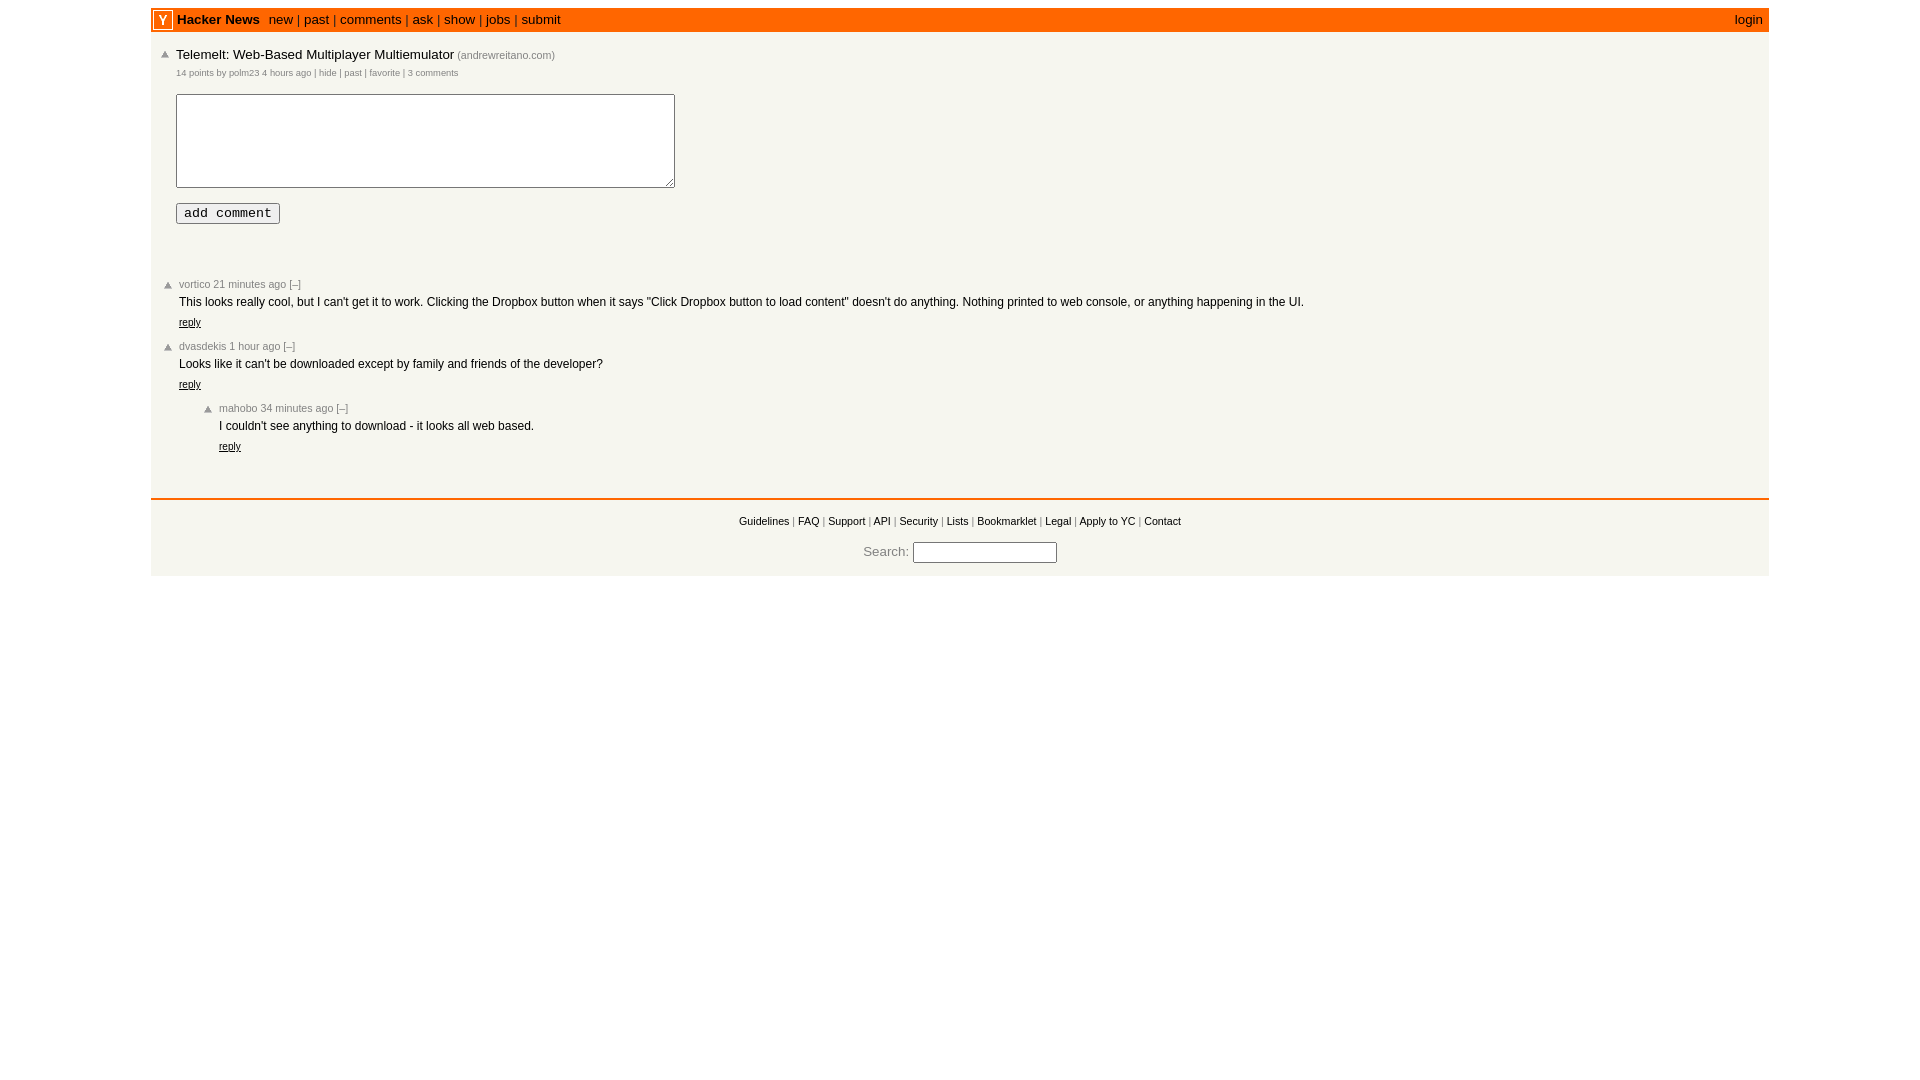 Y Hacker News new | past | comments | ask | show | jobs | submit login
Telemelt: Web-Based Multiplayer Multiemulator (andrewreitano.com)
14 points by polm23 4 hours ago | hide | past | favorite | 3 comments
add comment
vortico 21 minutes ago [–]
This looks really cool, but I can't get it to work. Clicking the Dropbox button when it says "Click Dropbox button to load content" doesn't do anything. Nothing printed to web console, or anything happening in the UI.
reply
dvasdekis 1 hour ago [–]
Looks like it can't be downloaded except by family and friends of the developer?
reply
mahobo 34 minutes ago [–]
I couldn't see anything to download - it looks all web based.
reply
Guidelines | FAQ | Support | API | Security | Lists | Bookmarklet | Legal | Apply to YC | Contact
Search: